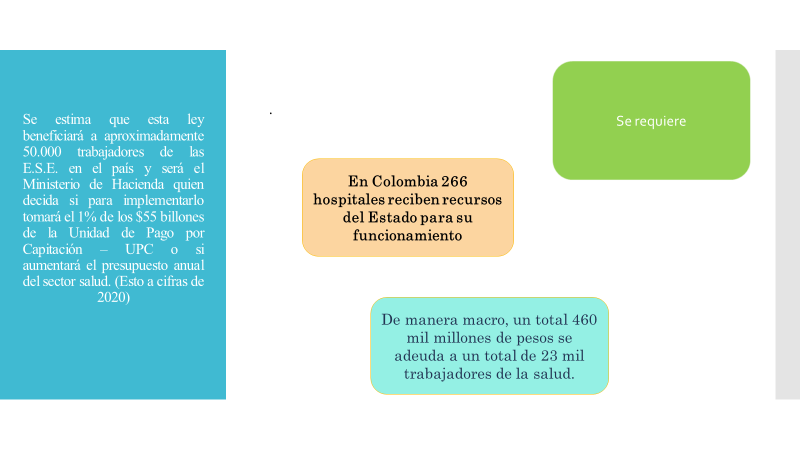 Se estima que esta ley
beneficiará a aproximadamente
50.000 trabajadores de las
E.S.E. en el país y será el
Ministerio de Hacienda quien
decida si para implementarlo
tomará el 1% de los $55 billones
de la Unidad de Pago por
Capitación – UPC o si
aumentará el presupuesto anual
del sector salud. (Esto a cifras de
2020)
.
Se requiere
En Colombia 266
hospitales reciben recursos
del Estado para su
funcionamiento
De manera macro, un total 460
mil millones de pesos se
adeuda a un total de 23 mil
trabajadores de la salud.